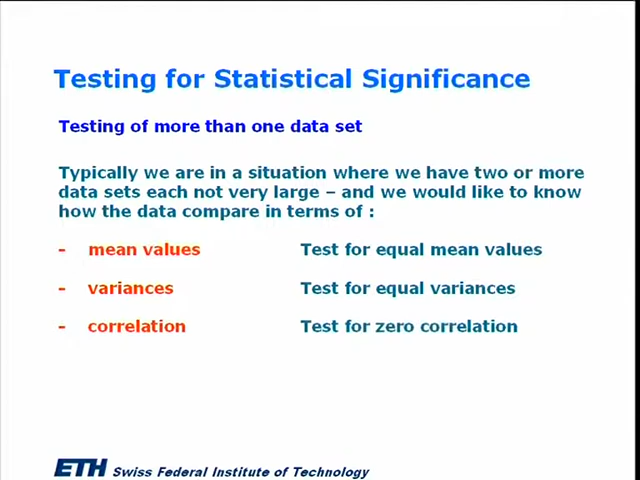 Testing for Statistical Significance
Testing of more than one data set
Typically we are in a situation where we have two or more
data sets each not very large – and we would like to know
how the data compare in terms of :
- mean values Test for equal mean values
- variances Test for equal variances
- correlation Test for zero correlation
ETH Swiss Federal Institute of Technology